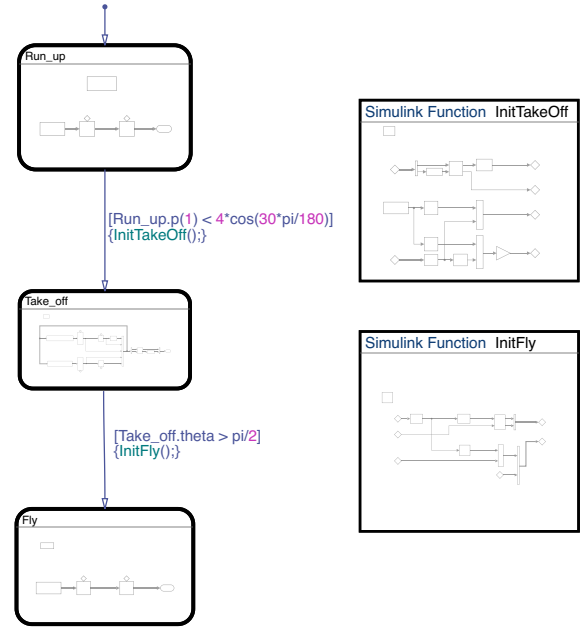 Run_up
Simulink Function InitTakeOff
[Run_up.p(1) < 4*cos(30*pi/180)]
{InitTakeOff();}
Take_off
Simulink Function InitFly
[Take_off.theta > pi/2]
{InitFly();}
Fly